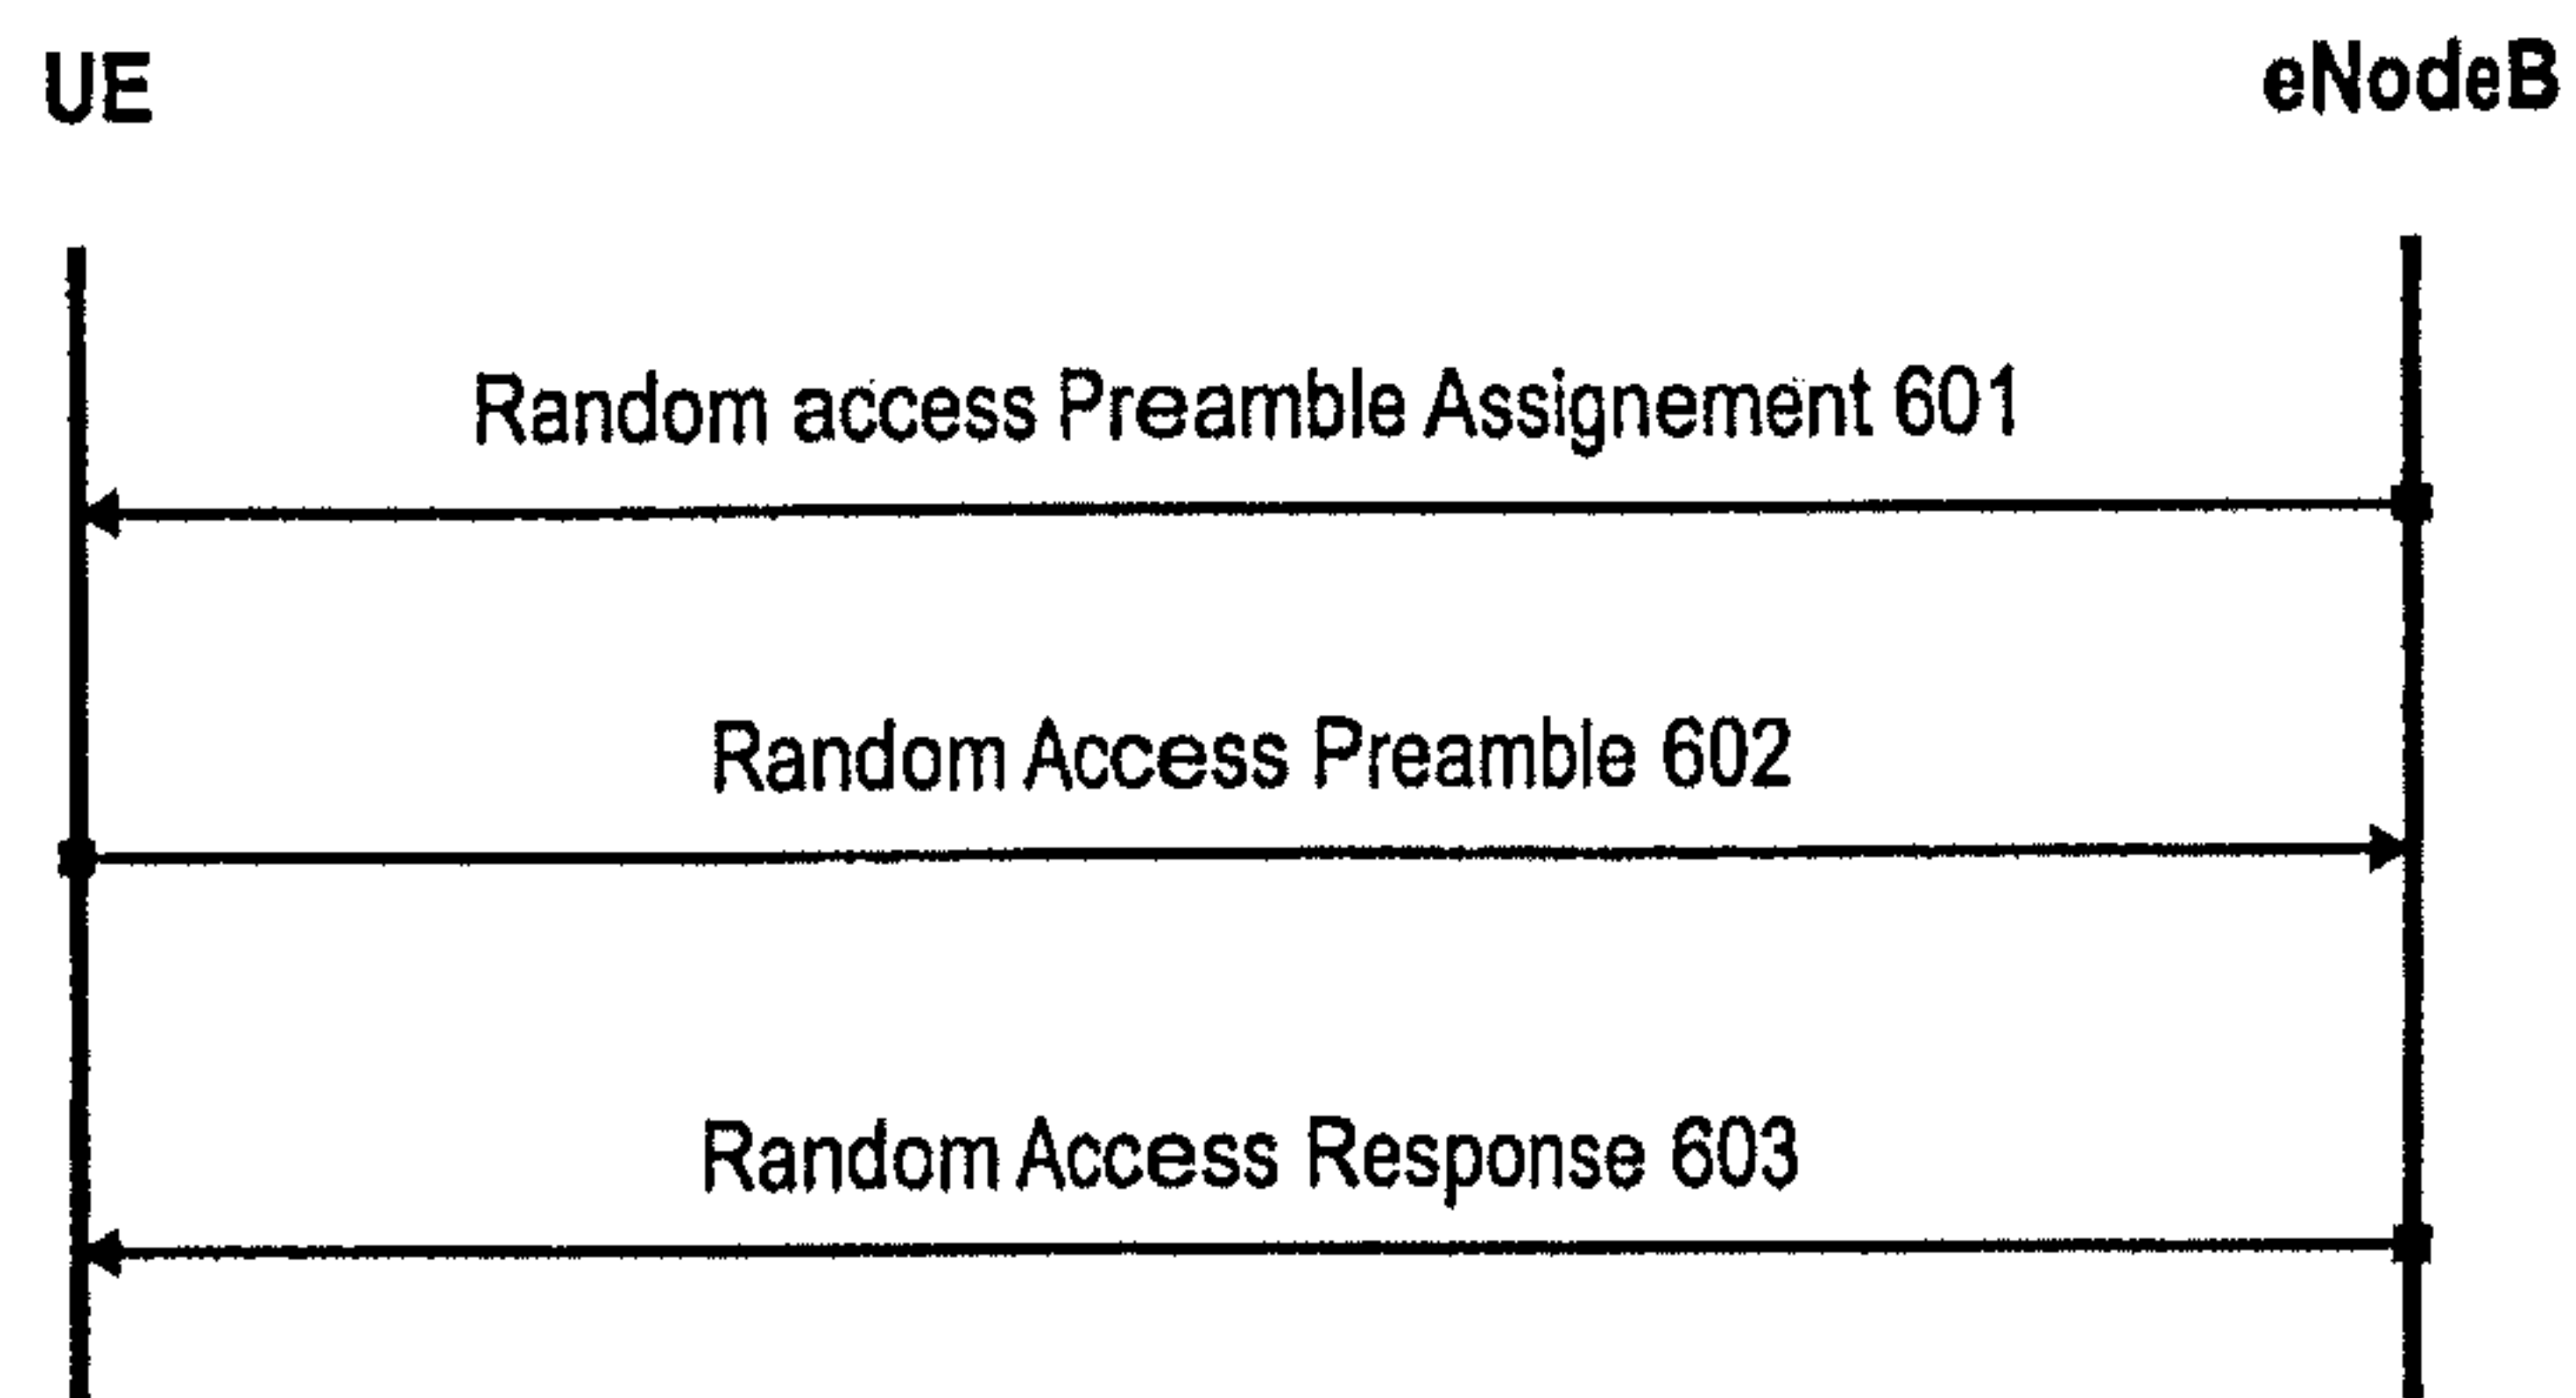 UE eNodeB
Random access Preamble Assignement 601
Random Access Preamble 602
Random Access Response 603